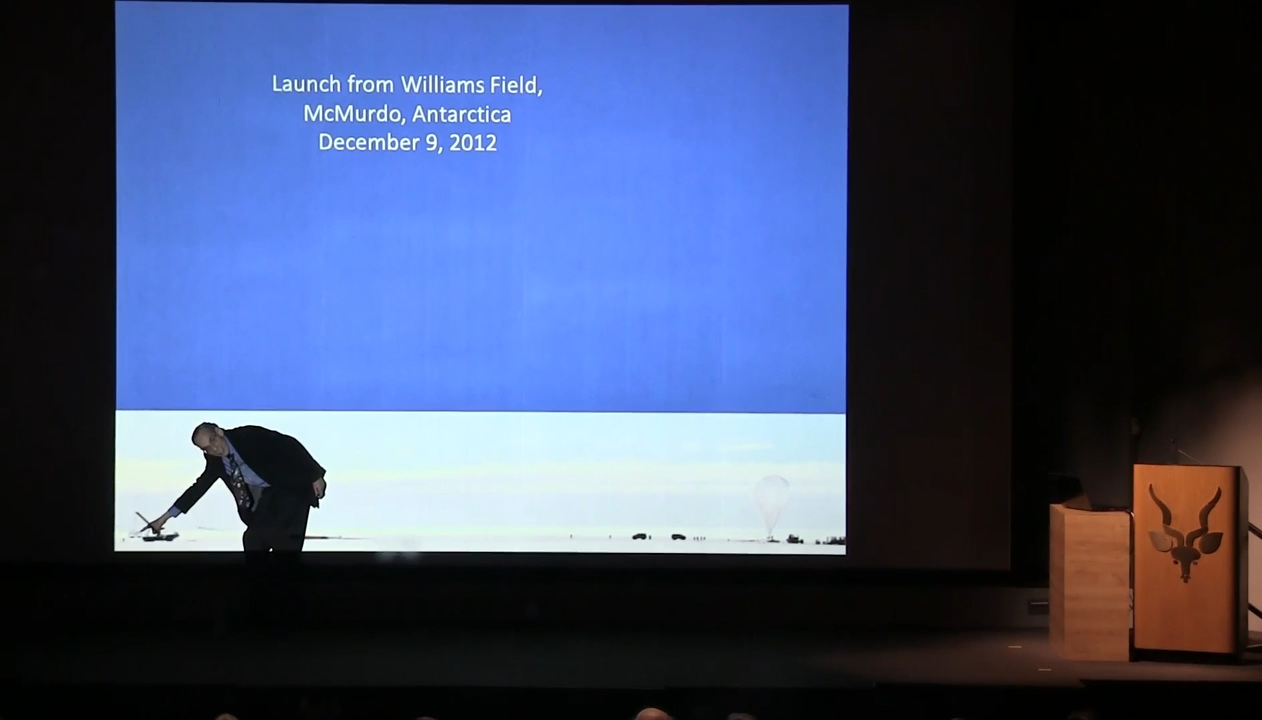 Launch from Williams Field,
McMurdo, Antarctica
December 9, 2012